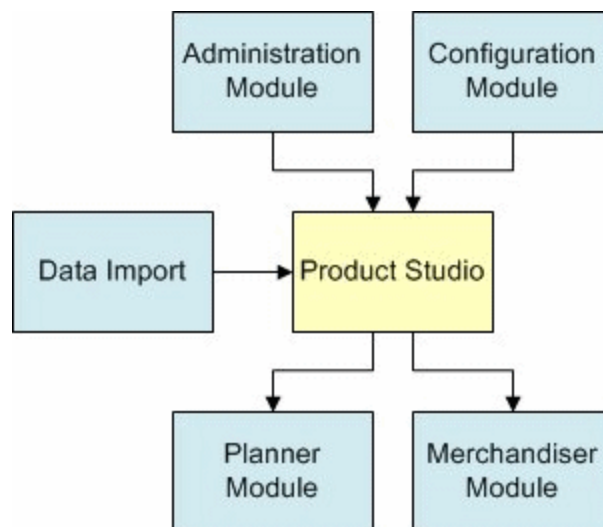 Administration
Module
Configuration
Module
Data Import
Product Studio
Planner
Module
Merchandiser
Module